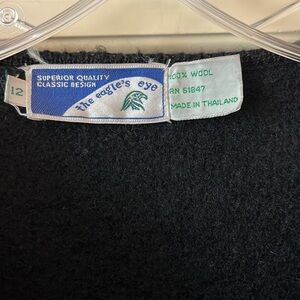 12
SUPERIOR QUALITY
CLASSIC DESIGN
the eagle's eye
100% WOOL
RN 51847
MADE IN THAILAND